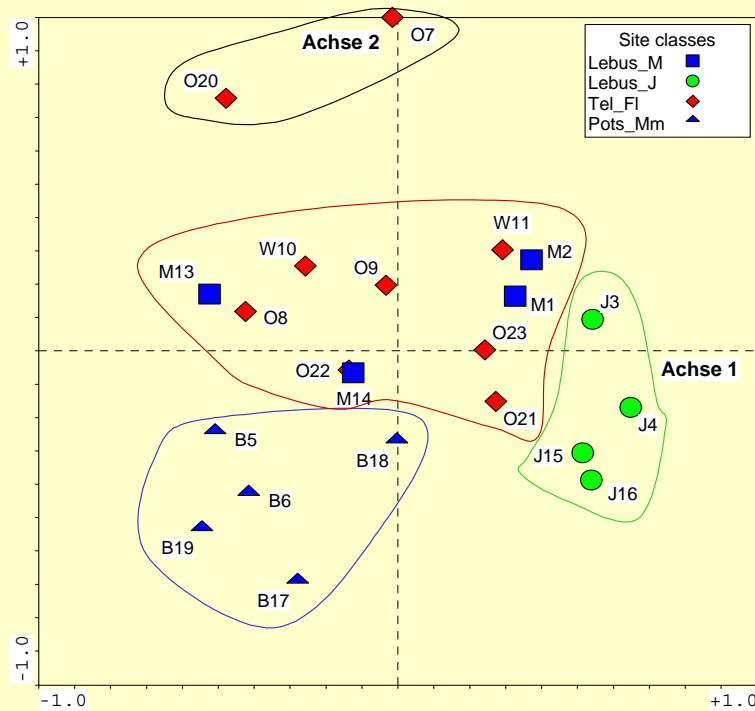 +1.0
Achse 2
O7
O20
Site classes
Lebus_M
Lebus_J
Tel_Fl
Pots_Mm
W11
W10
M2
M13
O9
M1
J3
O8
O23
O22
Achse 1
M14
O21
J4
B5
B18
J15
J16
B6
B19
B17
-1.0
-1.0
+1.0